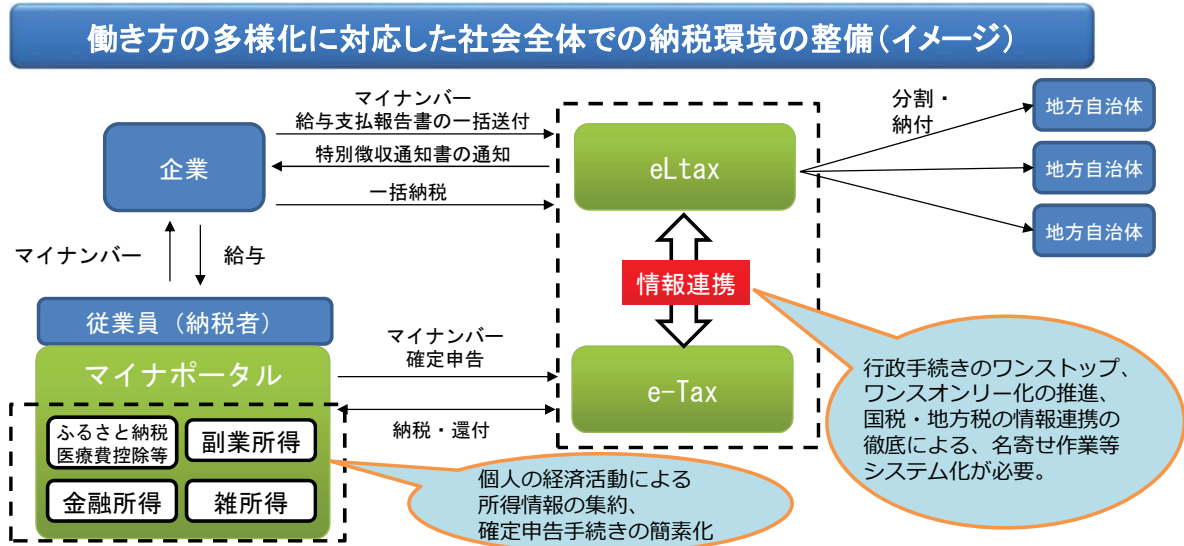 働き方の多様化に対応した社会全体での納税環境の整備(イメージ)
マイナンバー
給与支払報告書の一括送付
特別徴収通知書の通知
一括納税
企業
eLtax
分割・
納付
地方自治体
地方自治体
地方自治体
マイナンバー
給与
情報連携
従業員(納税者)
マイナポータル
マイナンバー
確定申告
納税・還付
e-Tax
ふるさと納税
医療費控除等
副業所得
金融所得
雑所得
個人の経済活動による
所得情報の集約、
確定申告手続きの簡素化
行政手続きのワンストップ、
ワンスオンリー化の推進、
国税・地方税の情報連携の
徹底による、名寄せ作業等
システム化が必要。